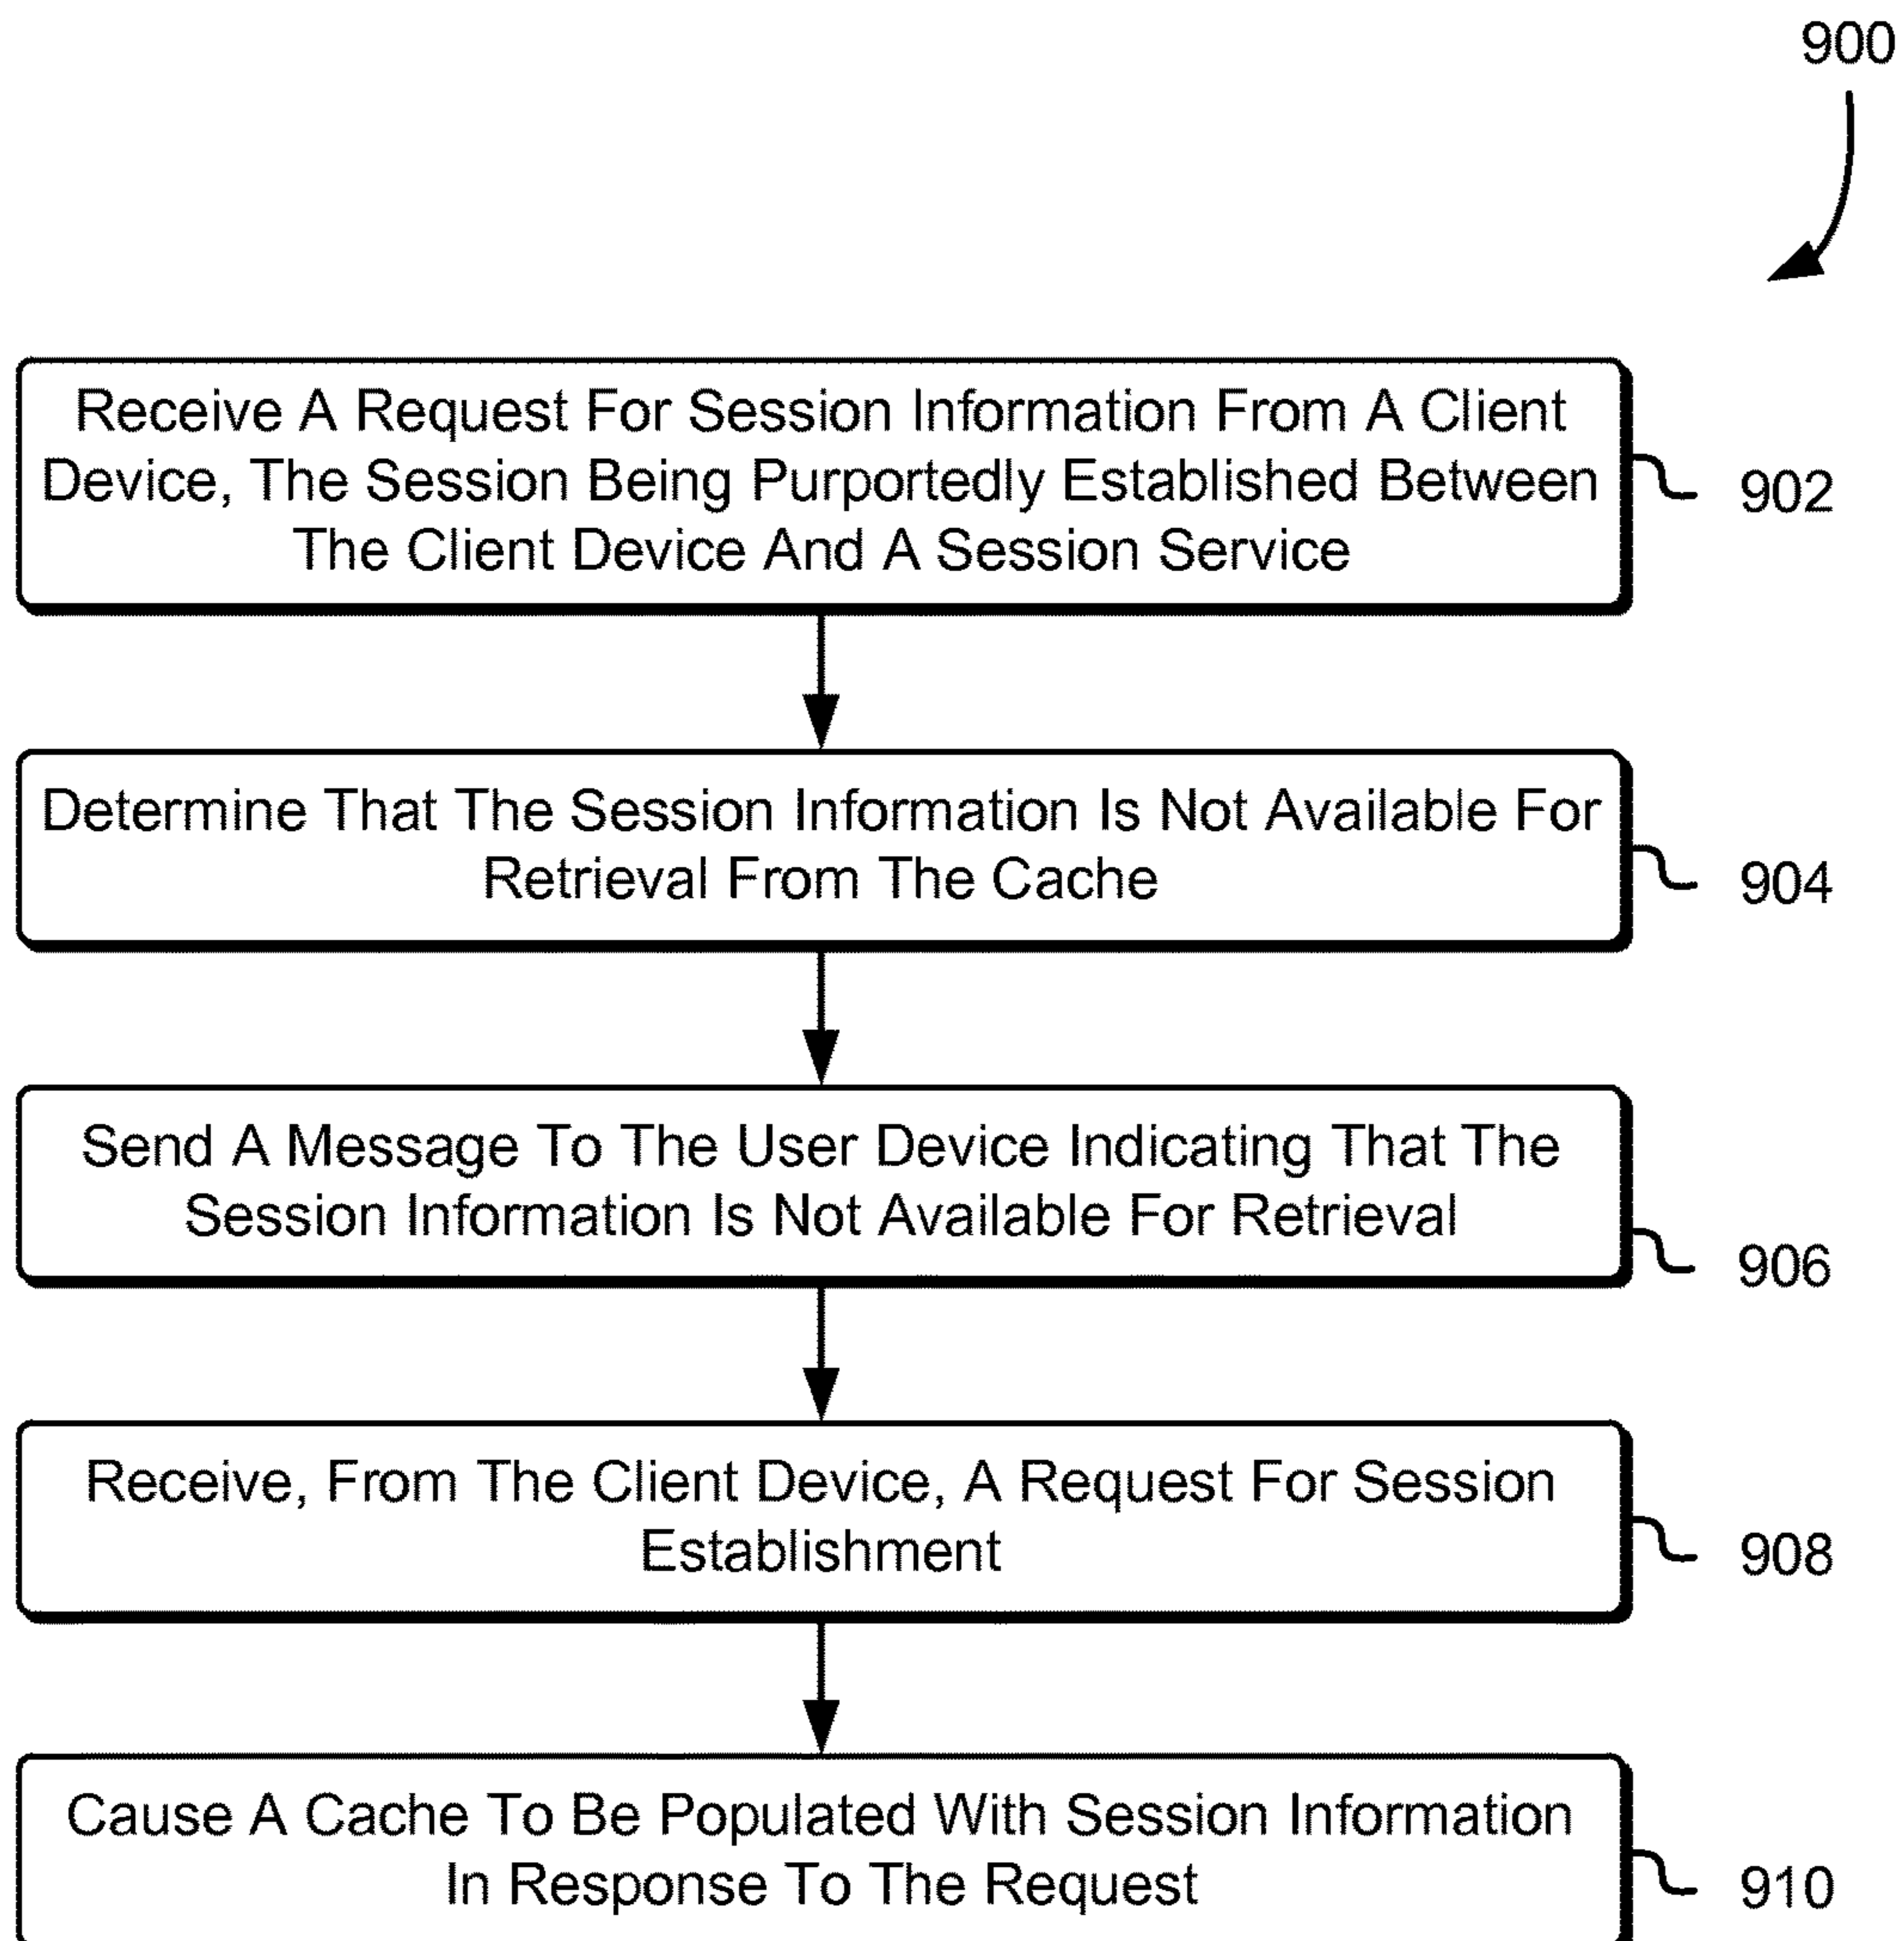 900
Receive A Request For Session Information From A Client
Device, The Session Being Purportedly Established Between
The Client Device And A Session Service
902
Determine That The Session Information Is Not Available For
Retrieval From The Cache
904
Send A Message To The User Device Indicating That The
Session Information Is Not Available For Retrieval
906
Receive, From The Client Device, A Request For Session
Establishment
908
Cause A Cache To Be Populated With Session Information
In Response To The Request
910